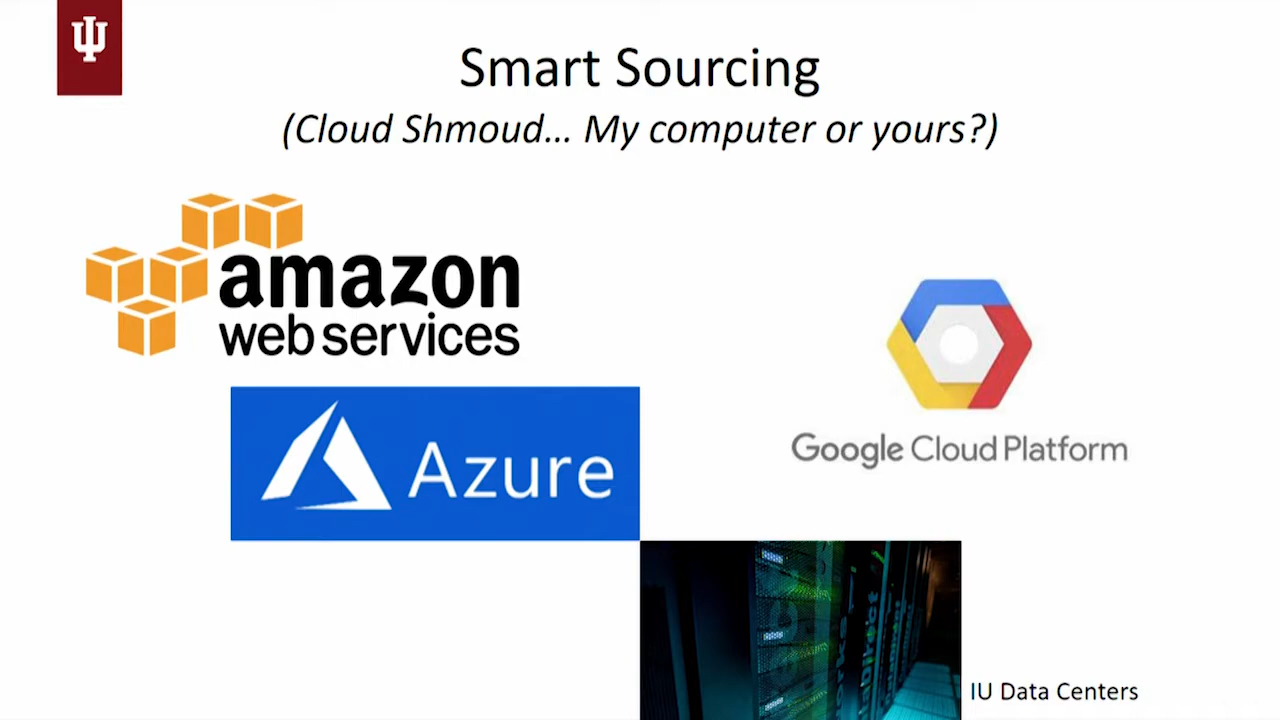 Smart Sourcing
(Cloud Shmoud... My computer or yours?)
amazon
web services
Azure
Google Cloud Platform
IU Data Centers